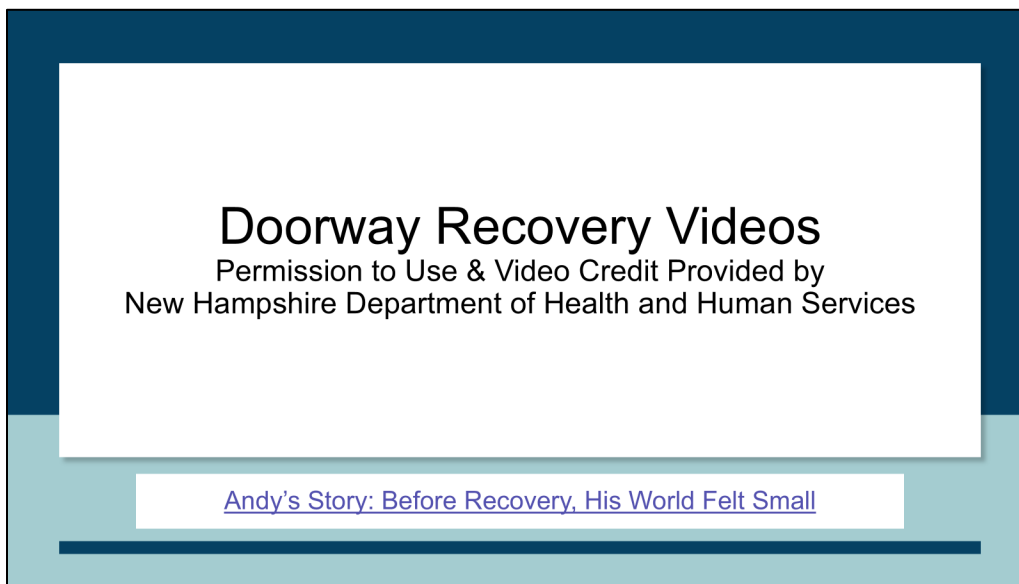 Doorway Recovery Videos
Permission to Use & Video Credit Provided by
New Hampshire Department of Health and Human Services
Andy’s Story: Before Recovery, His World Felt Small